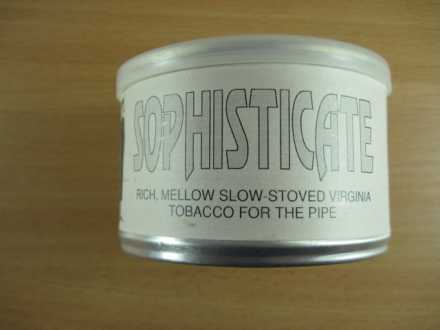 SOPHISTICATE
RICH, MELLOW SLOW-STOVED VIRGINIA
TOBACCO FOR THE PIPE